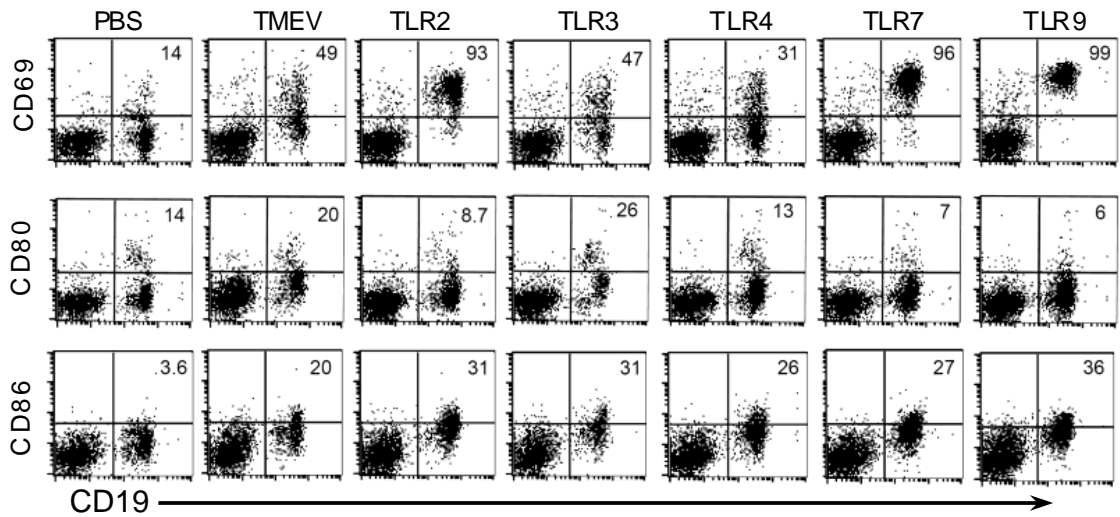 PBS TMEV TLR2 TLR3 TLR4 TLR7 TLR9
CD69 14 49 93 47 31 96 99
CD80 14 20 8.7 26 13 7 6
CD86 3.6 20 31 31 26 27 36
CD19